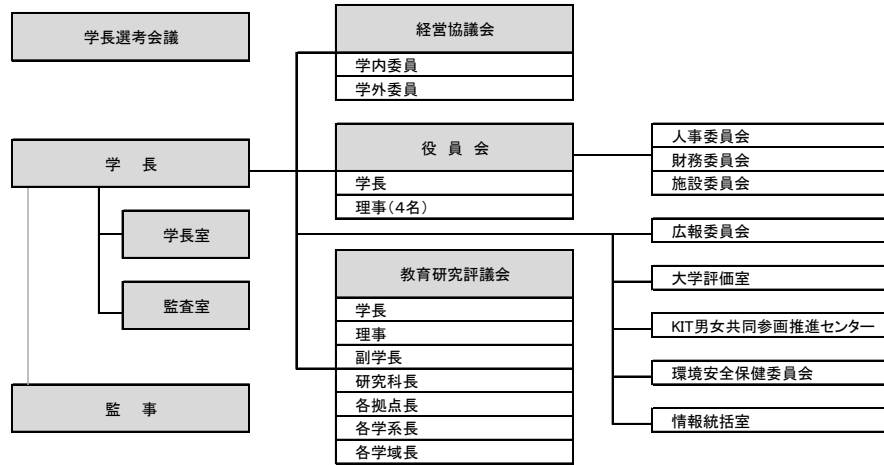 学長選考会議
学　長
学長室
監査室
監　事
経営協議会
学内委員
学外委員
役 員 会
学長
理事(4名)
教育研究評議会
学長
理事
副学長
研究科長
各拠点長
各学系長
各学域長
人事委員会
財務委員会
施設委員会
広報委員会
大学評価室
KIT男女共同参画推進センター
環境安全保健委員会
情報統括室